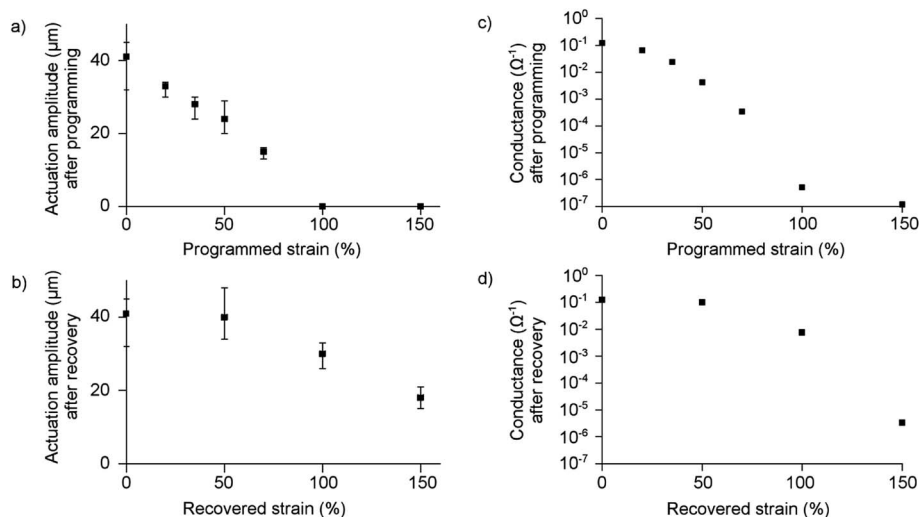 a)
Actuation amplitude (µm)
after programming
40
20
0
0
50
100
150
Programmed strain (%)
c)
Conductance (Ω⁻¹)
after programming
10⁰
10⁻¹
10⁻²
10⁻³
10⁻⁴
10⁻⁵
10⁻⁶
10⁻⁷
0
50
100
150
Programmed strain (%)
b)
Actuation amplitude (µm)
after recovery
40
20
0
0
50
100
150
Recovered strain (%)
d)
Conductance (Ω⁻¹)
after recovery
10⁰
10⁻¹
10⁻²
10⁻³
10⁻⁴
10⁻⁵
10⁻⁶
10⁻⁷
0
50
100
150
Recovered strain (%)